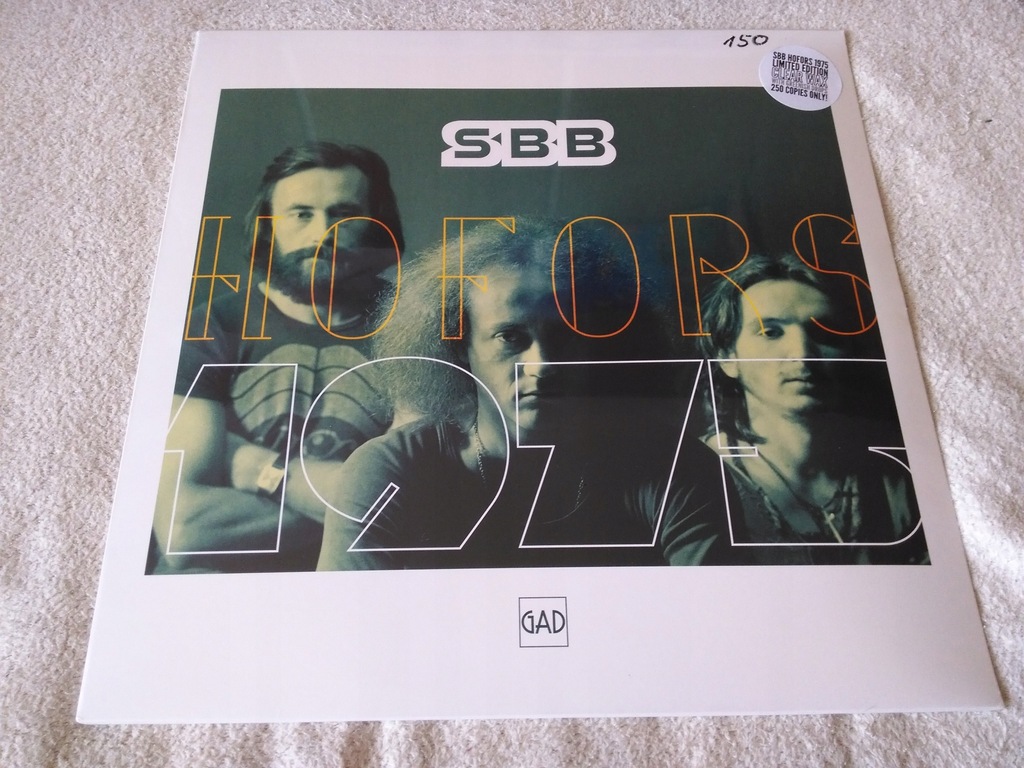 150
SBB HOFORS 1975
LIMITED EDITION
CLEAR WAX
250 COPIES ONLY!
SBB
HOFORS
1975
GAD